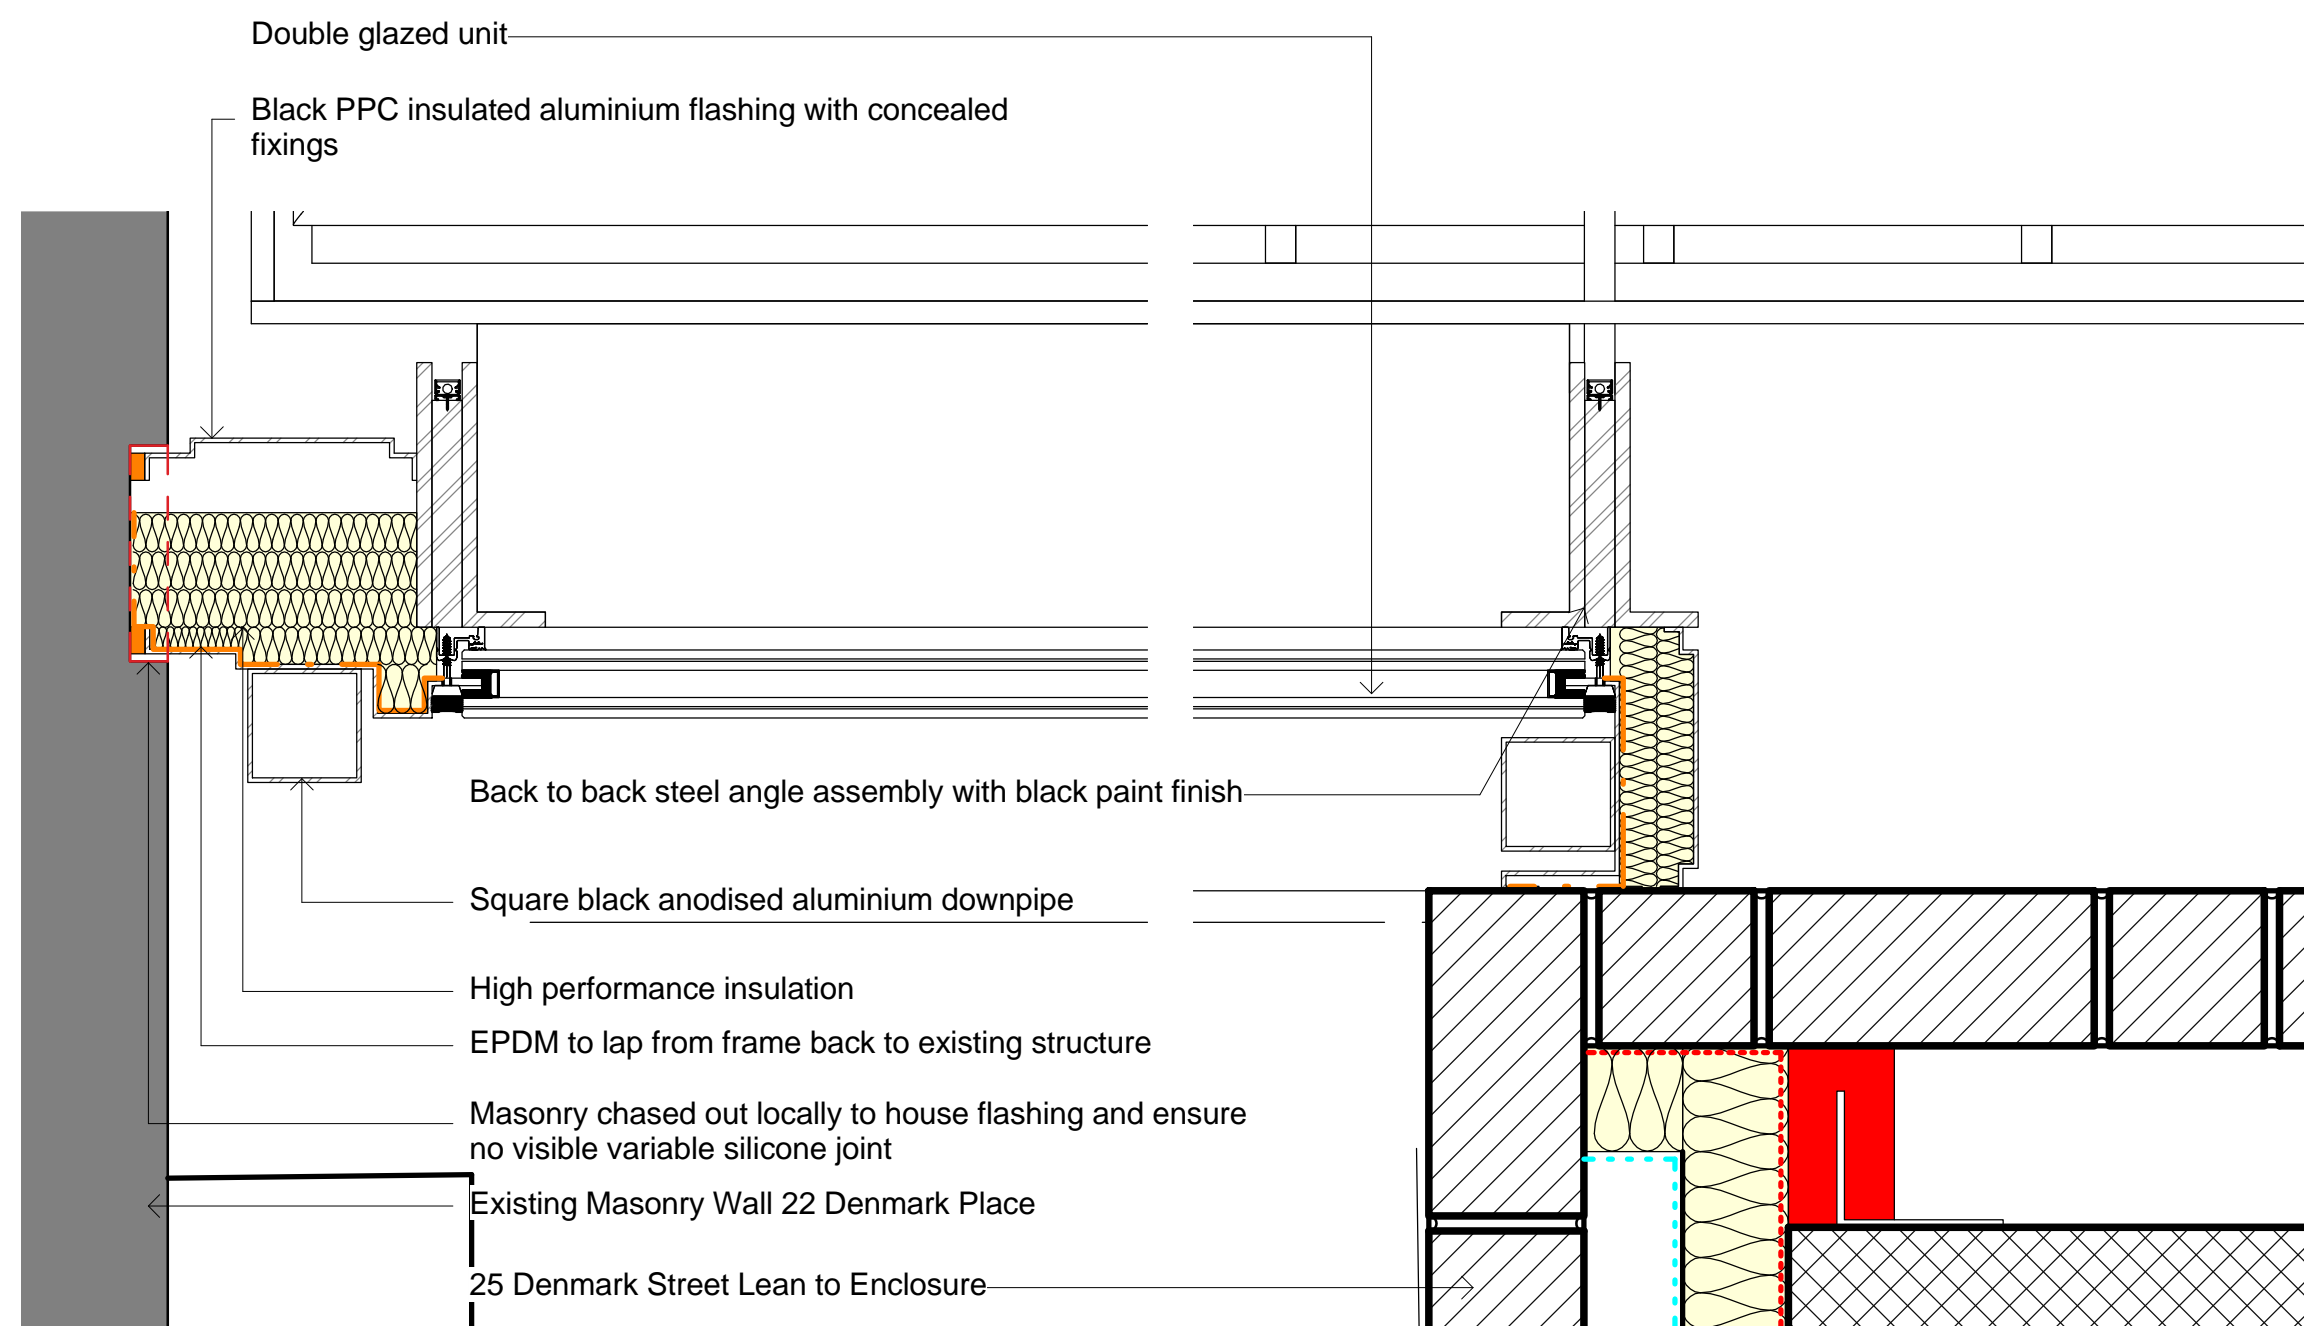 Double glazed unit
Black PPC insulated aluminium flashing with concealed
fixings
Back to back steel angle assembly with black paint finish
Square black anodised aluminium downpipe
High performance insulation
EPDM to lap from frame back to existing structure
Masonry chased out locally to house flashing and ensure
no visible variable silicone joint
Existing Masonry Wall 22 Denmark Place
25 Denmark Street Lean to Enclosure